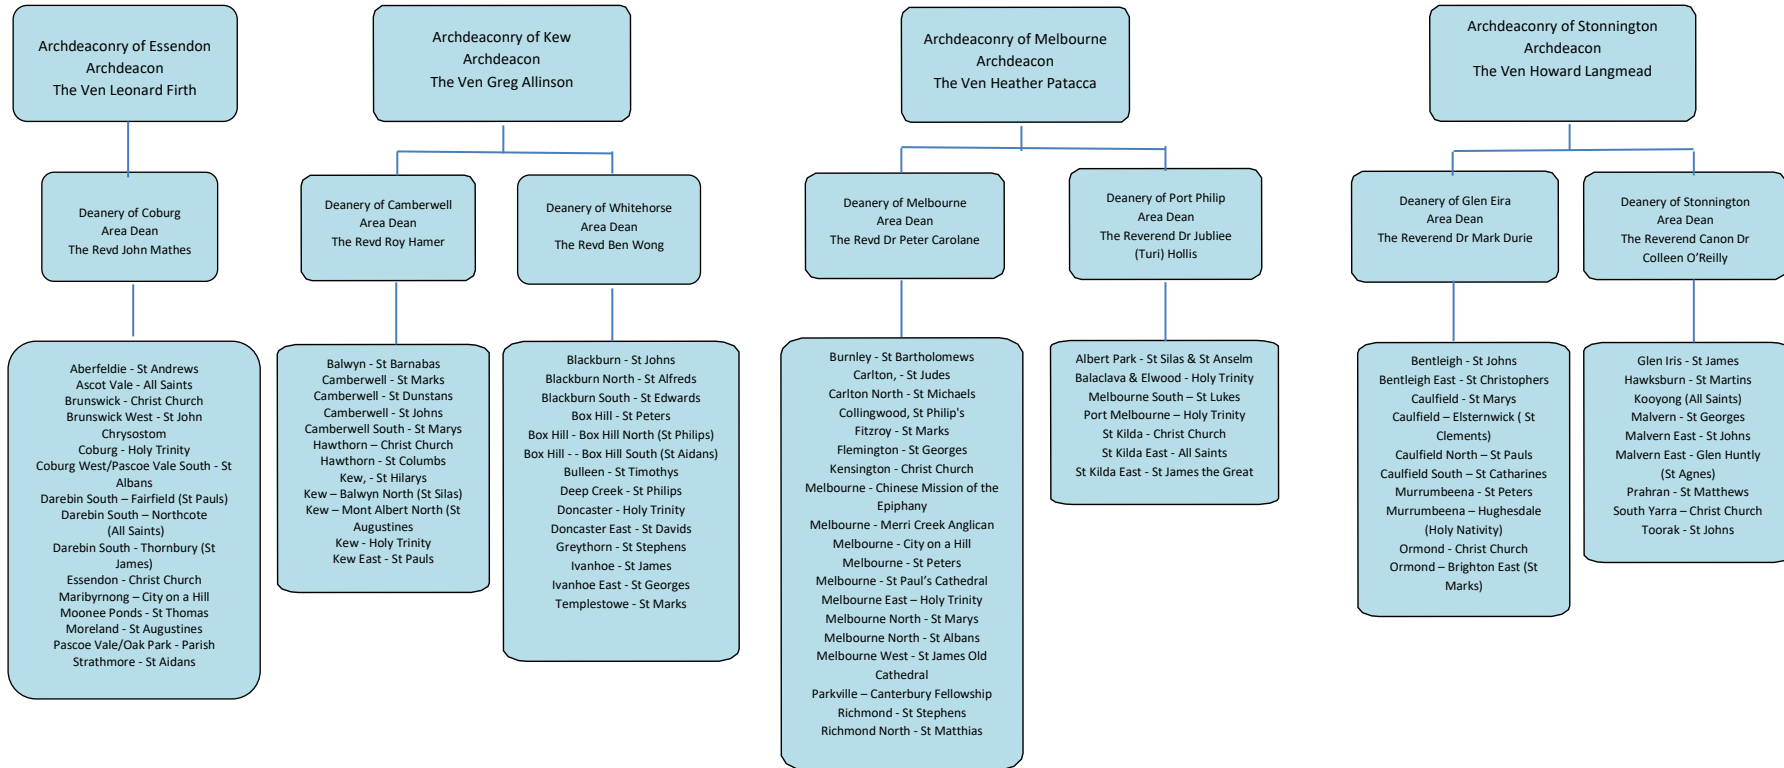 Archdeaconry of Essendon
Archdeacon
The Ven Leonard Firth
Archdeaconry of Kew
Archdeacon
The Ven Greg Allinson
Archdeaconry of Melbourne
Archdeacon
The Ven Heather Patacca
Archdeaconry of Stonnington
Archdeacon
The Ven Howard Langmead
Deanery of Coburg
Area Dean
The Revd John Mathes
Deanery of Camberwell
Area Dean
The Revd Roy Hamer
Deanery of Whitehorse
Area Dean
The Revd Ben Wong
Deanery of Melbourne
Area Dean
The Revd Dr Peter Carolane
Deanery of Port Philip
Area Dean
The Reverend Dr Jubliee
(Turi) Hollis
Deanery of Glen Eira
Area Dean
The Reverend Dr Mark Durie
Deanery of Stonnington
Area Dean
The Reverend Canon Dr
Colleen O’Reilly
Aberfeldie - St Andrews
Ascot Vale - All Saints
Brunswick - Christ Church
Brunswick West - St John
Chrysostom
Coburg - Holy Trinity
Coburg West/Pascoe Vale South - St
Albans
Darebin South – Fairfield (St Pauls)
Darebin South – Northcote
(All Saints)
Darebin South - Thornbury (St
James)
Essendon - Christ Church
Maribyrnong – City on a Hill
Moonee Ponds - St Thomas
Moreland - St Augustines
Pascoe Vale/Oak Park - Parish
Strathmore - St Aidans
Balwyn - St Barnabas
Camberwell - St Marks
Camberwell - St Dunstans
Camberwell - St Johns
Camberwell South - St Marys
Hawthorn – Christ Church
Hawthorn - St Columbs
Kew, - St Hilarys
Kew – Balwyn North (St Silas)
Kew – Mont Albert North (St
Augustines
Kew - Holy Trinity
Kew East - St Pauls
Blackburn - St Johns
Blackburn North - St Alfreds
Blackburn South - St Edwards
Box Hill - St Peters
Box Hill - Box Hill North (St Philips)
Box Hill - - Box Hill South (St Aidans)
Bulleen - St Timothys
Deep Creek - St Philips
Doncaster - Holy Trinity
Doncaster East - St Davids
Greythorn - St Stephens
Ivanhoe - St James
Ivanhoe East - St Georges
Templestowe - St Marks
Burnley - St Bartholomews
Carlton, - St Judes
Carlton North - St Michaels
Collingwood, St Philip's
Fitzroy - St Marks
Flemington - St Georges
Kensington - Christ Church
Melbourne - Chinese Mission of the
Epiphany
Melbourne - Merri Creek Anglican
Melbourne - City on a Hill
Melbourne - St Peters
Melbourne - St Paul’s Cathedral
Melbourne East – Holy Trinity
Melbourne North - St Marys
Melbourne North - St Albans
Melbourne West - St James Old
Cathedral
Parkville – Canterbury Fellowship
Richmond - St Stephens
Richmond North - St Matthias
Albert Park - St Silas & St Anselm
Balaclava & Elwood - Holy Trinity
Melbourne South – St Lukes
Port Melbourne – Holy Trinity
St Kilda - Christ Church
St Kilda East - All Saints
St Kilda East - St James the Great
Bentleigh - St Johns
Bentleigh East - St Christophers
Caulfield - St Marys
Caulfield – Elsternwick ( St
Clements)
Caulfield North – St Pauls
Caulfield South – St Catharines
Murrumbeena - St Peters
Murrumbeena – Hughesdale
(Holy Nativity)
Ormond - Christ Church
Ormond – Brighton East (St
Marks)
Glen Iris - St James
Hawksburn - St Martins
Kooyong (All Saints)
Malvern - St Georges
Malvern East - St Johns
Malvern East - Glen Huntly
(St Agnes)
Prahran - St Matthews
South Yarra – Christ Church
Toorak - St Johns